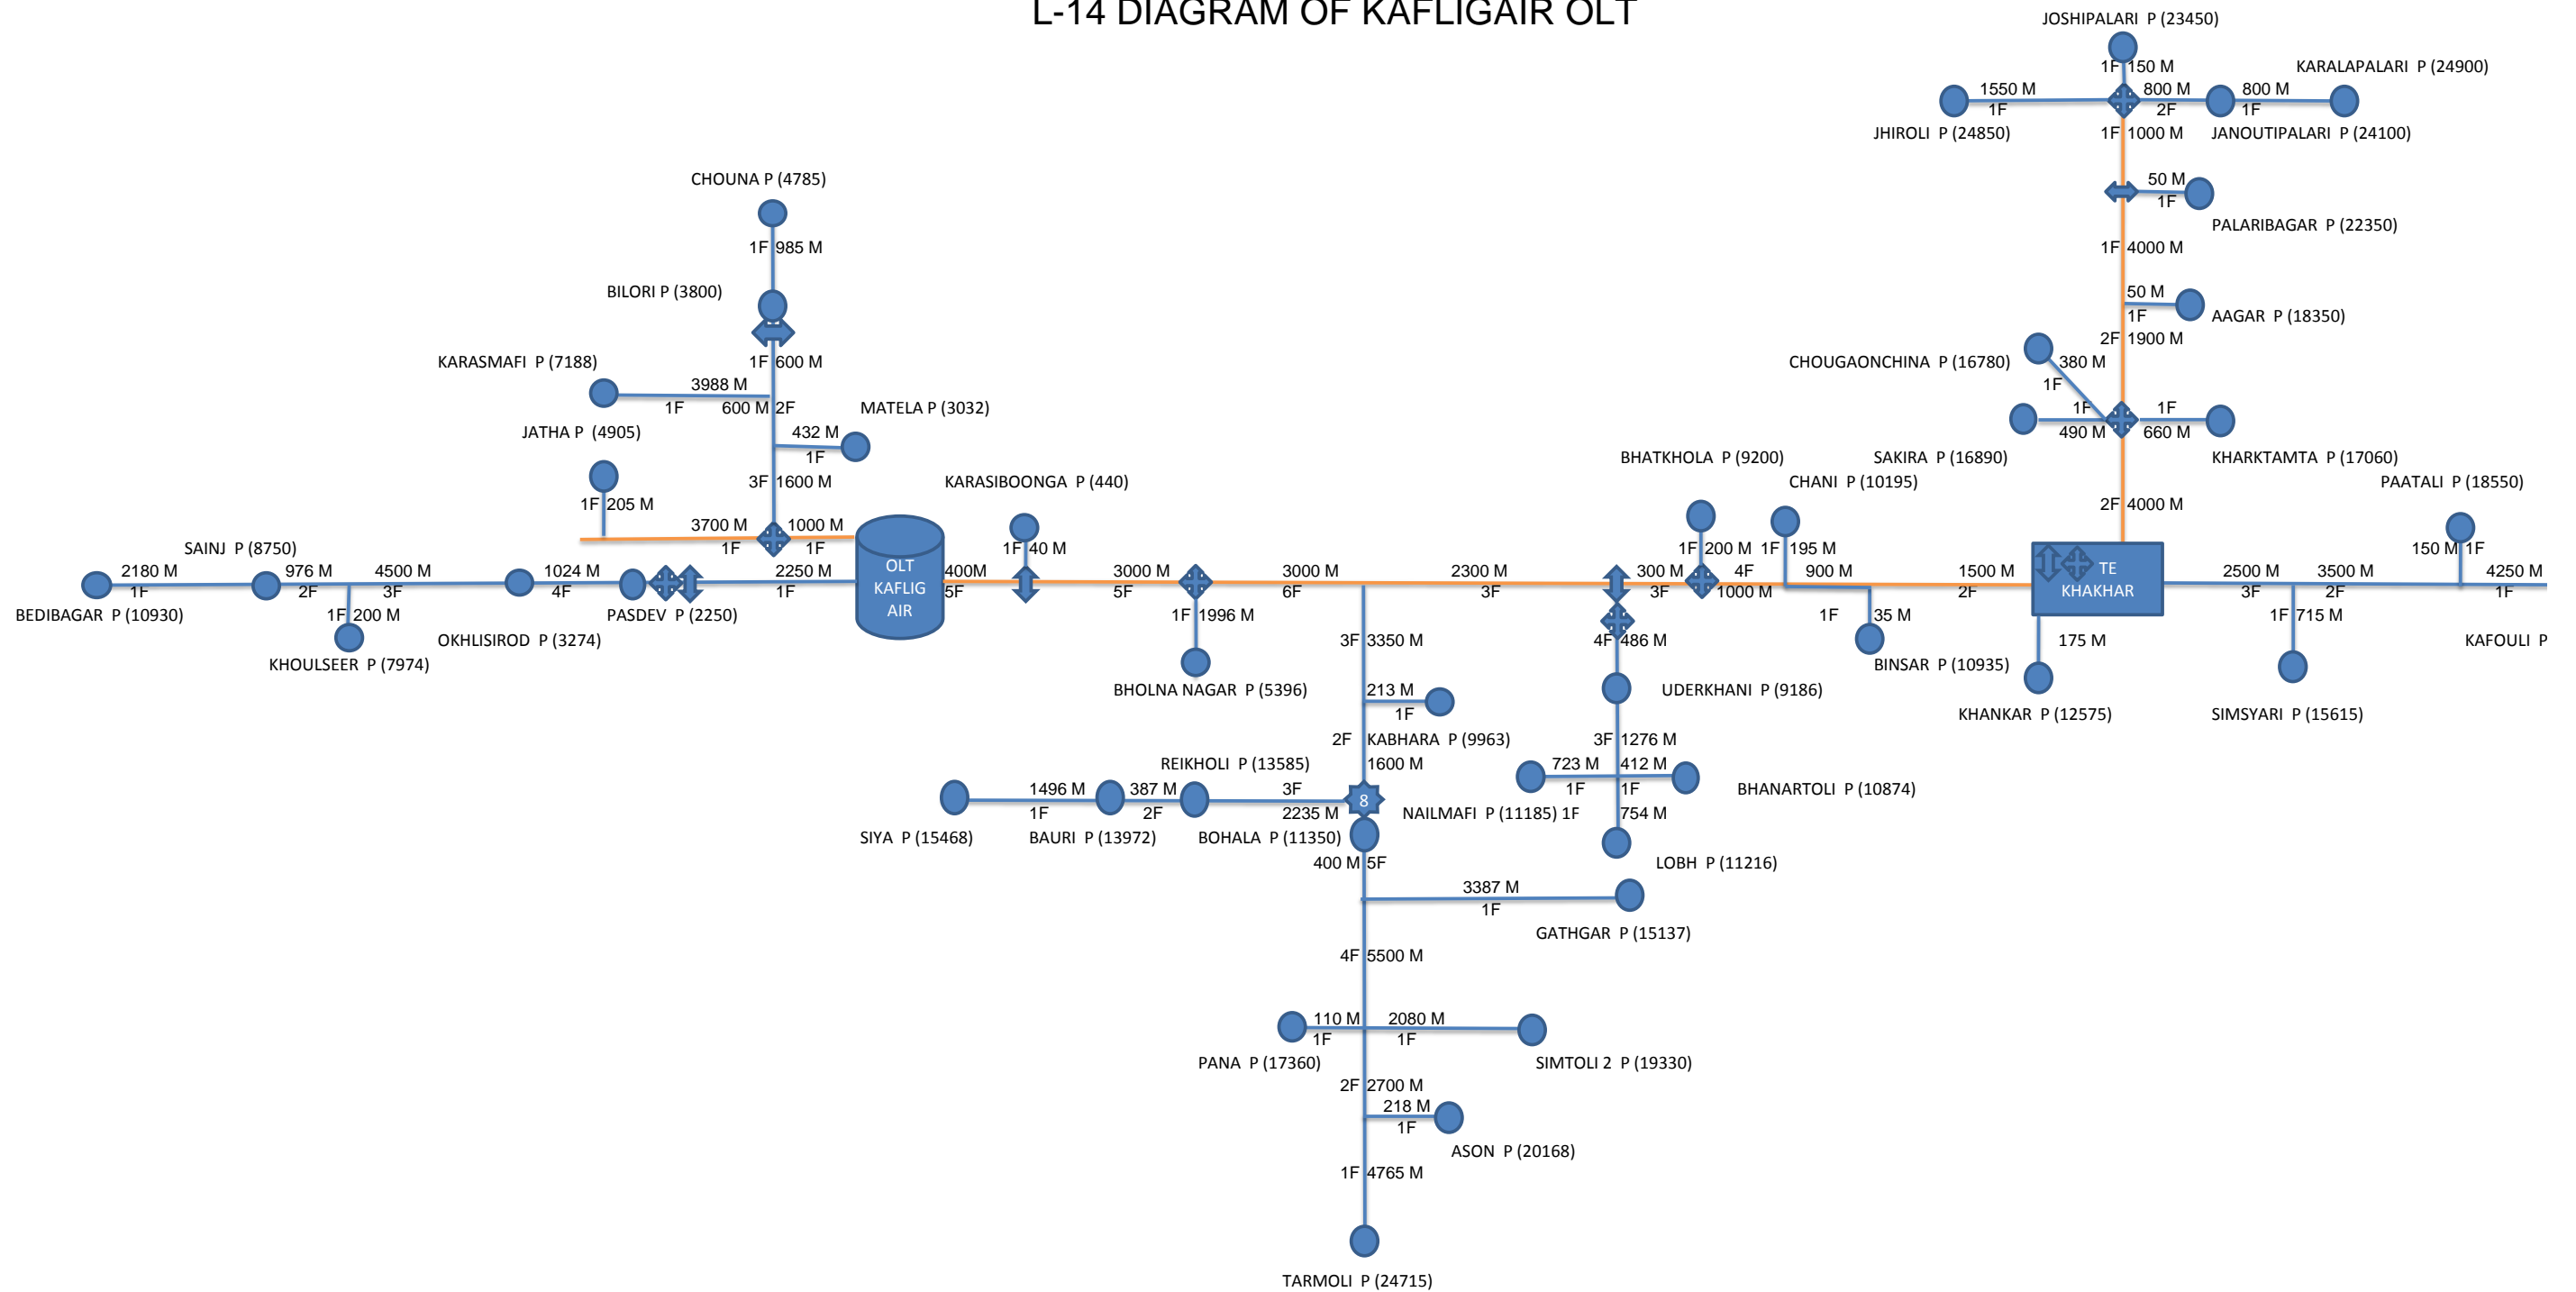 L-14 DIAGRAM OF KAFLIGAIR OLT
JOSHIPALARI P (23450)
1F 150 M
KARALAPALARI P (24900)
1550 M
1F
800 M
2F
800 M
1F
JHIROLI P (24850)
1F 1000 M
JANOUTIPALARI P (24100)
50 M
1F
PALARIBAGAR P (22350)
1F 4000 M
50 M
1F
AAGAR P (18350)
2F 1900 M
CHOUGAONCHINA P (16780)
380 M
1F
1F
490 M
1F
660 M
SAKIRA P (16890)
KHARKTAMTA P (17060)
2F 4000 M
CHOUNA P (4785)
1F 985 M
BILORI P (3800)
1F 600 M
KARASMAFI P (7188)
3988 M
1F
600 M 2F
MATELA P (3032)
432 M
1F
JATHA P (4905)
3F 1600 M
1F 205 M
3700 M
1F
1000 M
1F
KARASIBOONGA P (440)
1F 40 M
SAINJ P (8750)
2180 M
1F
976 M
2F
4500 M
3F
1024 M
4F
2250 M
1F
BEDIBAGAR P (10930)
1F 200 M
KHOULSEER P (7974)
OKHLISIROD P (3274)
PASDEV P (2250)
OLT
KAFLIG
AIR
400M
5F
3000 M
5F
3000 M
6F
2300 M
3F
300 M
3F
4F
1000 M
900 M
1500 M
2F
BHATKHOLA P (9200)
1F 200 M
CHANI P (10195)
1F 195 M
1F
35 M
BINSAR P (10935)
TE
KHAKHAR
175 M
KHANKAR P (12575)
2500 M
3F
3500 M
2F
4250 M
1F
PAATALI P (18550)
150 M 1F
1F 715 M
SIMSYARI P (15615)
KAFOULI P
1F 1996 M
BHOLNA NAGAR P (5396)
3F 3350 M
213 M
1F
KABHARA P (9963)
2F
1600 M
4F 486 M
UDERKHANI P (9186)
3F 1276 M
723 M
1F
412 M
1F
BHANARTOLI P (10874)
NAILMAFI P (11185) 1F
754 M
LOBH P (11216)
REIKHOLI P (13585)
1496 M
1F
387 M
2F
3F
2235 M
8
SIYA P (15468)
BAURI P (13972)
BOHALA P (11350)
400 M 5F
3387 M
1F
GATHGAR P (15137)
4F 5500 M
110 M
1F
2080 M
1F
PANA P (17360)
SIMTOLI 2 P (19330)
2F 2700 M
218 M
1F
ASON P (20168)
1F 4765 M
TARMOLI P (24715)